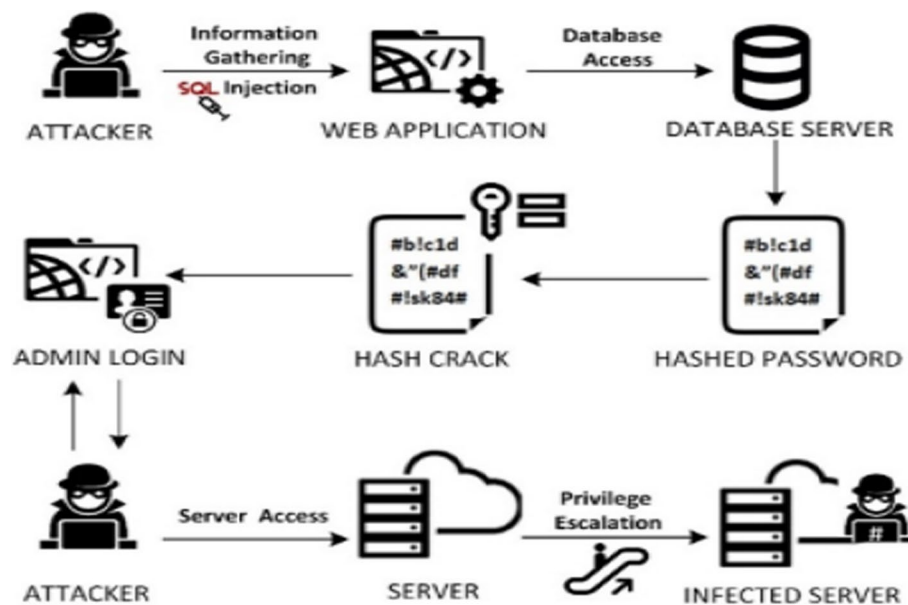 Information
Gathering
SQL Injection
</>
Database
Access
ATTACKER
WEB APPLICATION
DATABASE SERVER
</>
#b!c1d
&"(#df
#!sk84#
#b!c1d
&"(#df
#!sk84#
ADMIN LOGIN
HASH CRACK
HASHED PASSWORD
Server Access
Privilege
Escalation
#
ATTACKER
SERVER
INFECTED SERVER